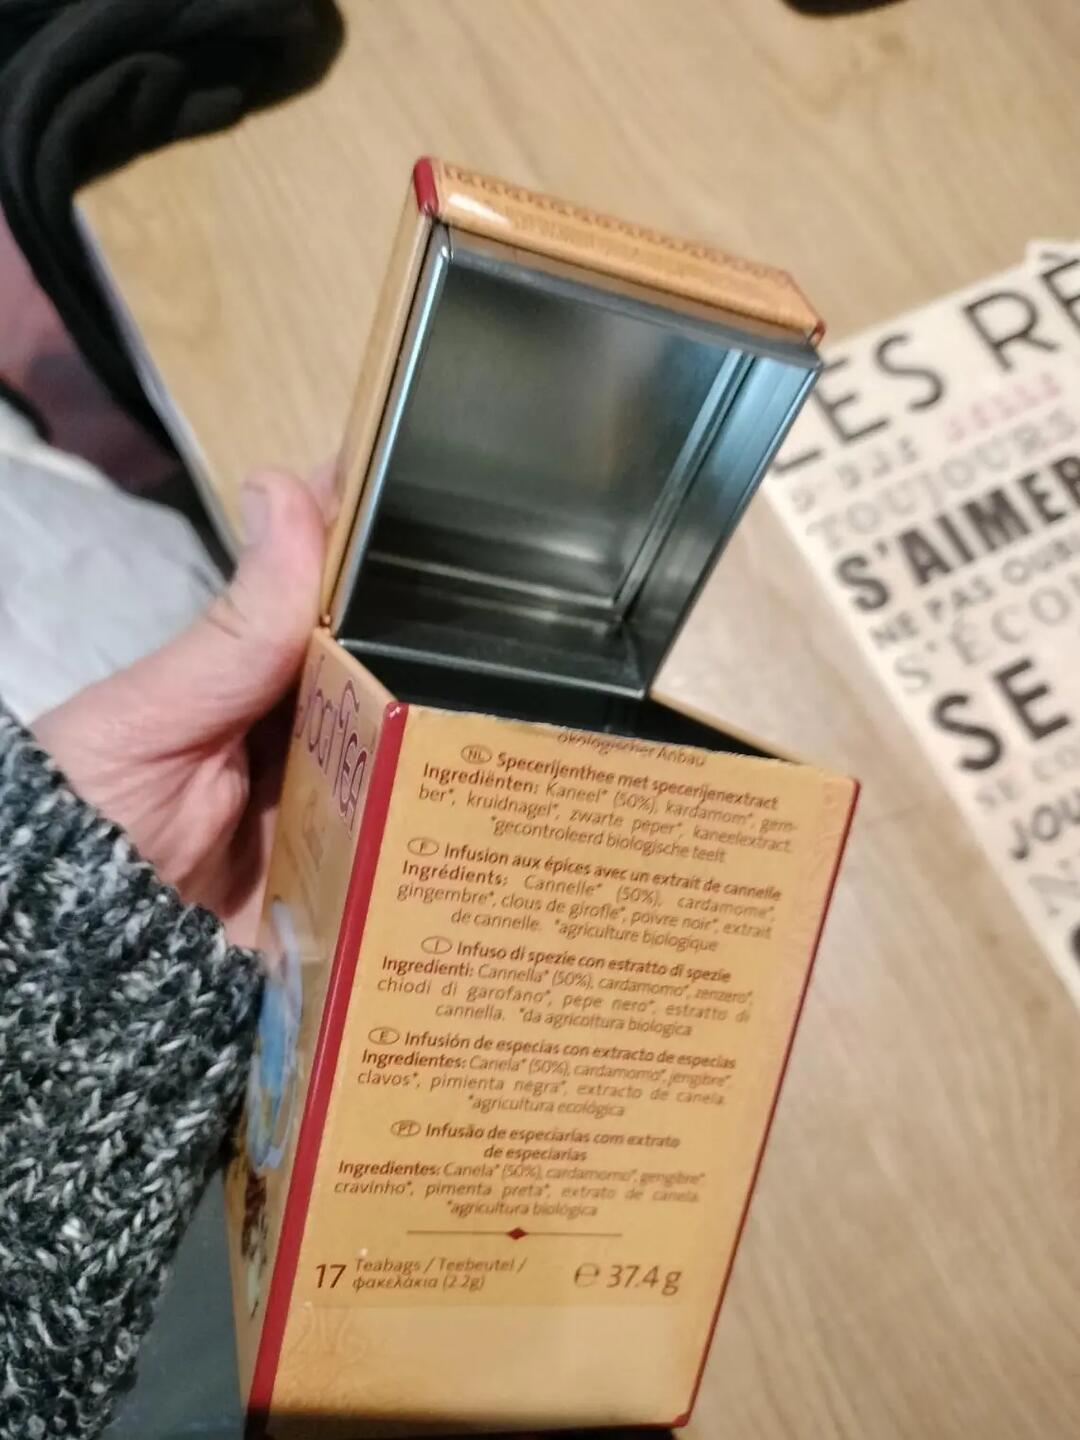 YOGI TEA
ökologischer Anbau
NL Specerijenthee met specerijenextract
Ingrediënten: Kaneel* (50%), kardamom*, gem-
ber*, kruidnagel*, zwarte peper*, kaneelextract.
*gecontroleerd biologische teelt
F Infusion aux épices avec un extrait de cannelle
Ingrédients: Cannelle* (50%), cardamome*,
gingembre*, clous de girofle*, poivre noir*, extrait
de cannelle. *agriculture biologique
I Infuso di spezie con estratto di spezie
Ingredienti: Cannella* (50%), cardamomo*, zenzero*,
chiodi di garofano*, pepe nero*, estratto di
cannella. *da agricoltura biologica
E Infusión de especias con extracto de especias
Ingredientes: Canela* (50%), cardamomo*, jengibre*
clavos*, pimienta negra*, extracto de canela.
*agricultura ecológica
PT Infusão de especiarias com extrato
de especiarias
Ingredientes: Canela* (50%), cardamomo*, gengibre*
cravinho*, pimenta preta*, extrato de canela.
*agricultura biológica
17 Teabags / Teebeutel /
φακελάκια (2.2g)
℮ 37.4 g
LES RÈ
TOUJOURS
S'AIMER
NE PAS OUBL
S'ÉCOU
SE